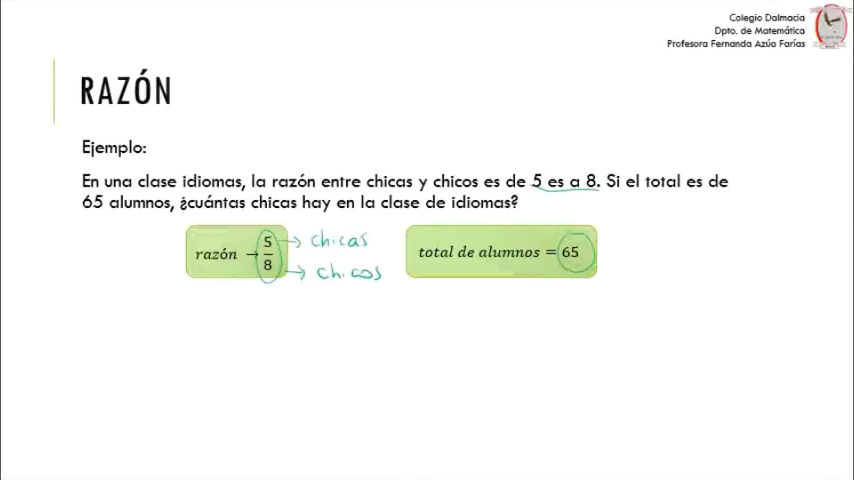 Colegio Dalmacia
Dpto. de Matemática
Profesora Fernanda Azúa Farías
RAZÓN
Ejemplo:
En una clase idiomas, la razón entre chicas y chicos es de 5 es a 8. Si el total es de
65 alumnos, ¿cuántas chicas hay en la clase de idiomas?
razón → 5/8
→ chicas
→ chicos
total de alumnos = 65